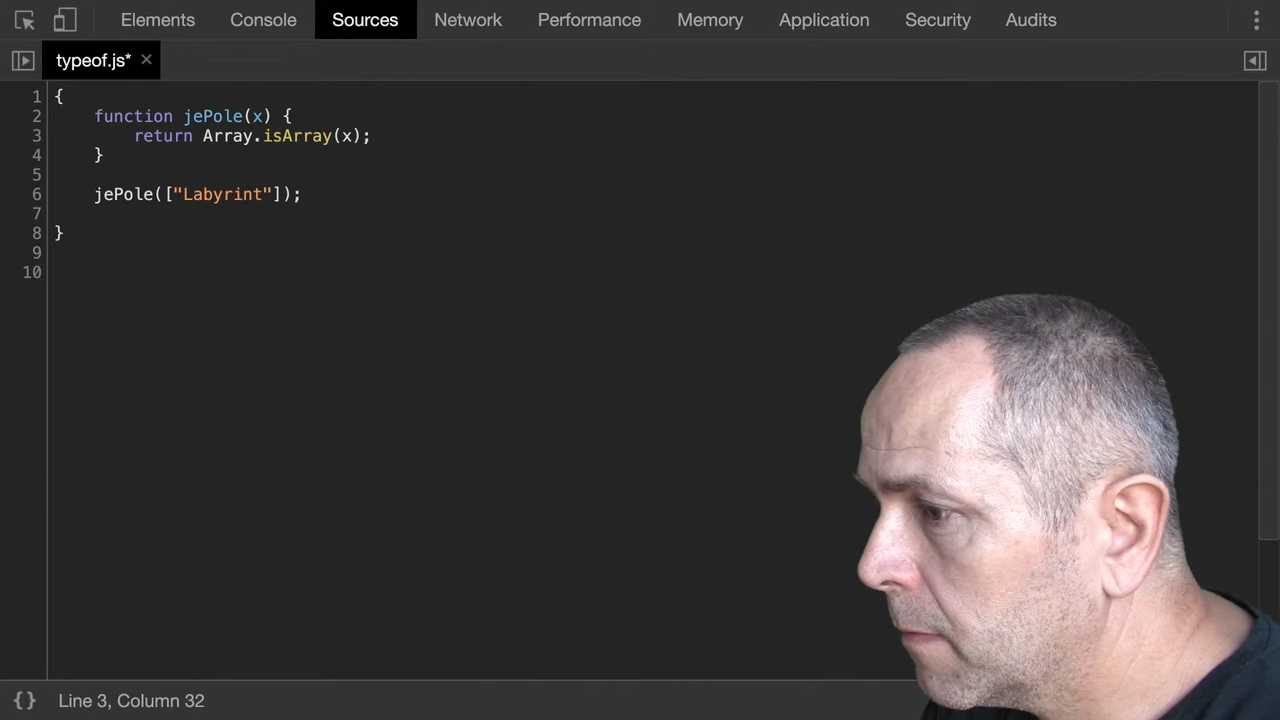 Elements Console Sources Network Performance Memory Application Security Audits
typeof.js* ×
1 {
2 function jePole(x) {
3 return Array.isArray(x);
4 }
5
6 jePole(["Labyrint"]);
7
8 }
9
10
{} Line 3, Column 32